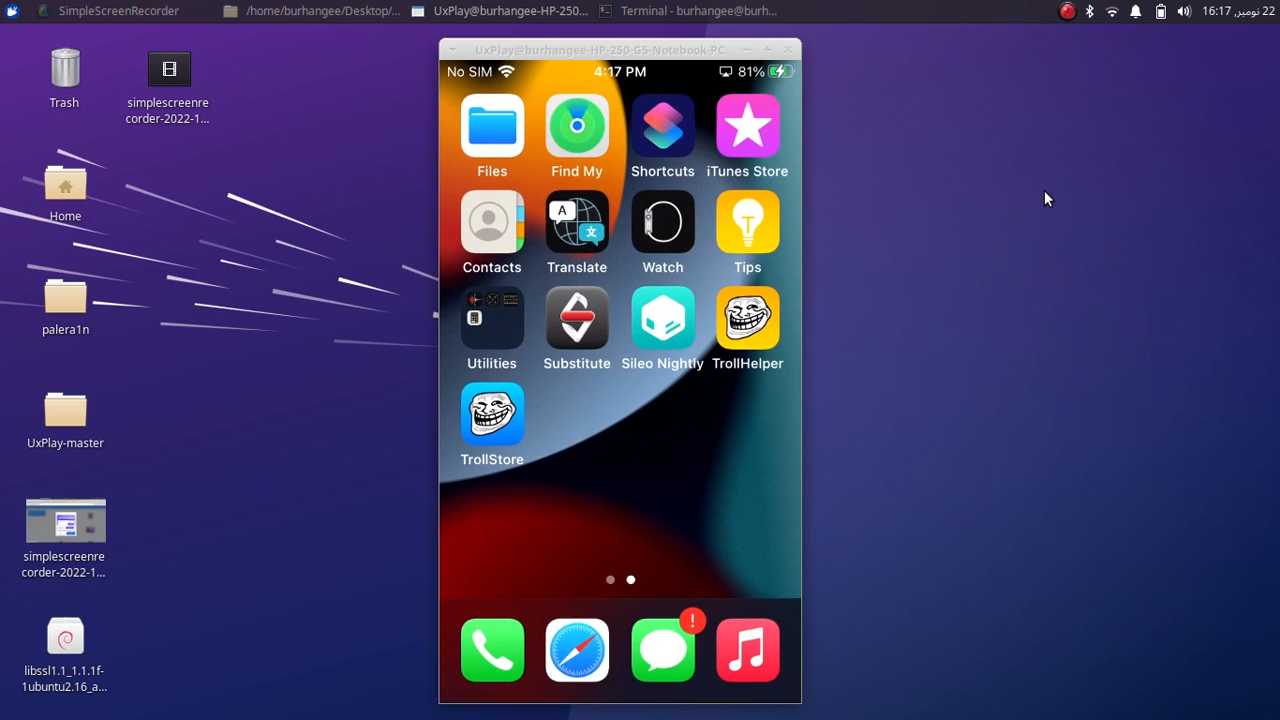 SimpleScreenRecorder
/home/burhangee/Desktop/...
UxPlay@burhangee-HP-250...
Terminal - burhangee@burh...
22 نومبر, 16:17
Trash
simplescreenre
corder-2022-1...
Home
palera1n
UxPlay-master
simplescreenre
corder-2022-1...
libssl1.1_1.1.1f-
1ubuntu2.16_a...
UxPlay@burhangee-HP-250-G5-Notebook-PC
No SIM
4:17 PM
81%
Files
Find My
Shortcuts
iTunes Store
A
文
T
Contacts
Translate
Watch
Tips
Utilities
Substitute
Sileo Nightly
TrollHelper
TrollStore
!